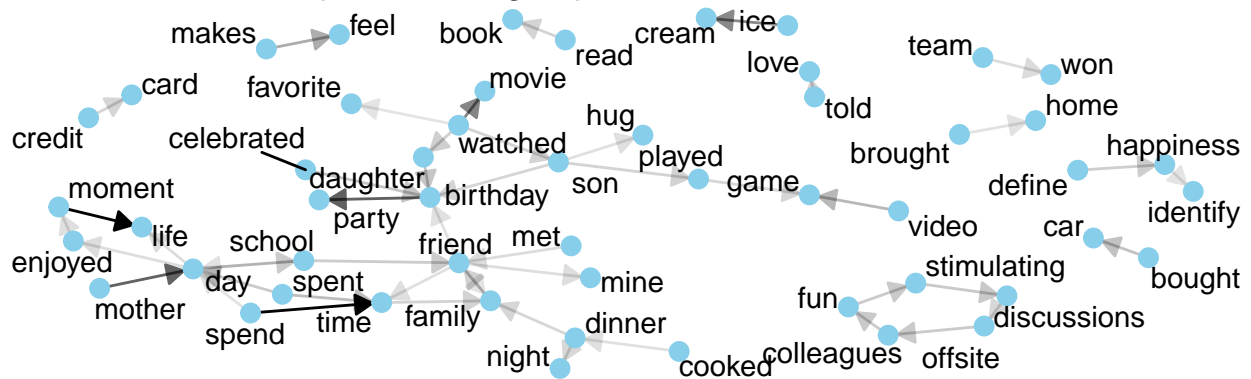 makes
feel
book
read
cream
ice
team
won
love
told
card
credit
favorite
movie
watched
hug
home
brought
celebrated
daughter
birthday
son
played
game
happiness
define
identify
party
video
car
bought
moment
life
enjoyed
school
friend
met
mother
day
spent
mine
stimulating
spend
time
family
dinner
fun
discussions
night
cooked
colleagues
offsite